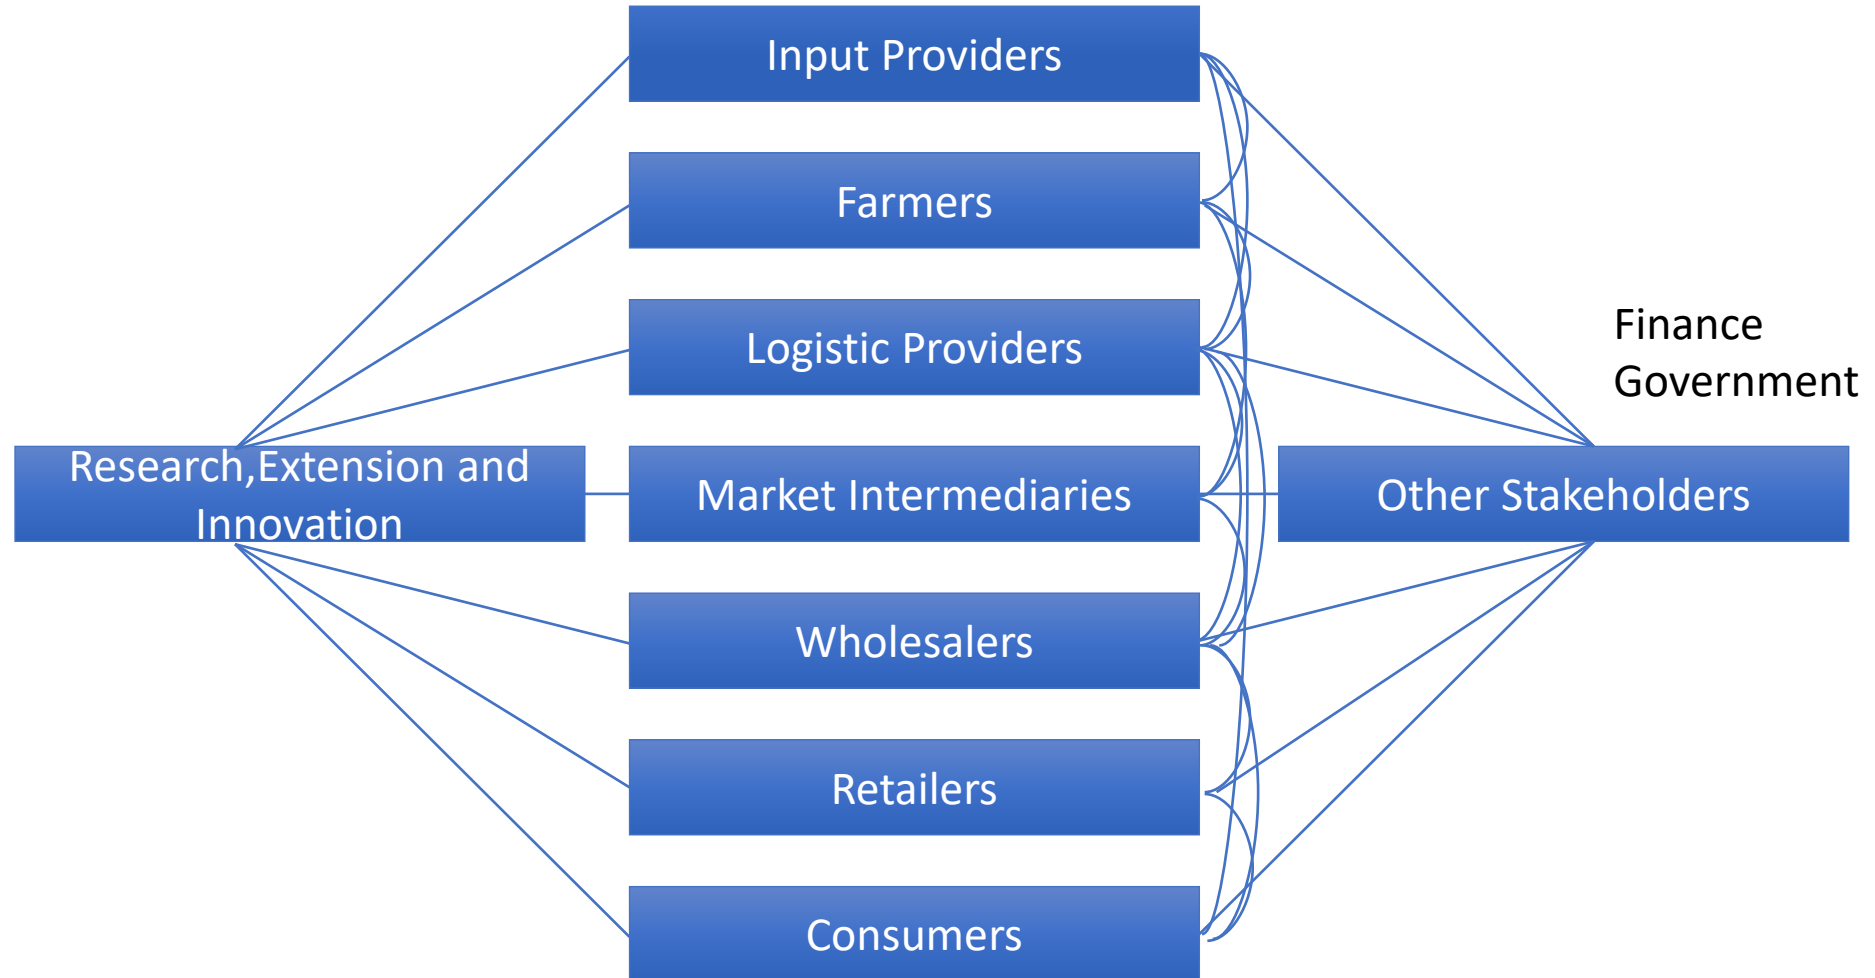 Input Providers
Farmers
Logistic Providers
Finance
Government
Research,Extension and
Innovation
Market Intermediaries
Other Stakeholders
Wholesalers
Retailers
Consumers